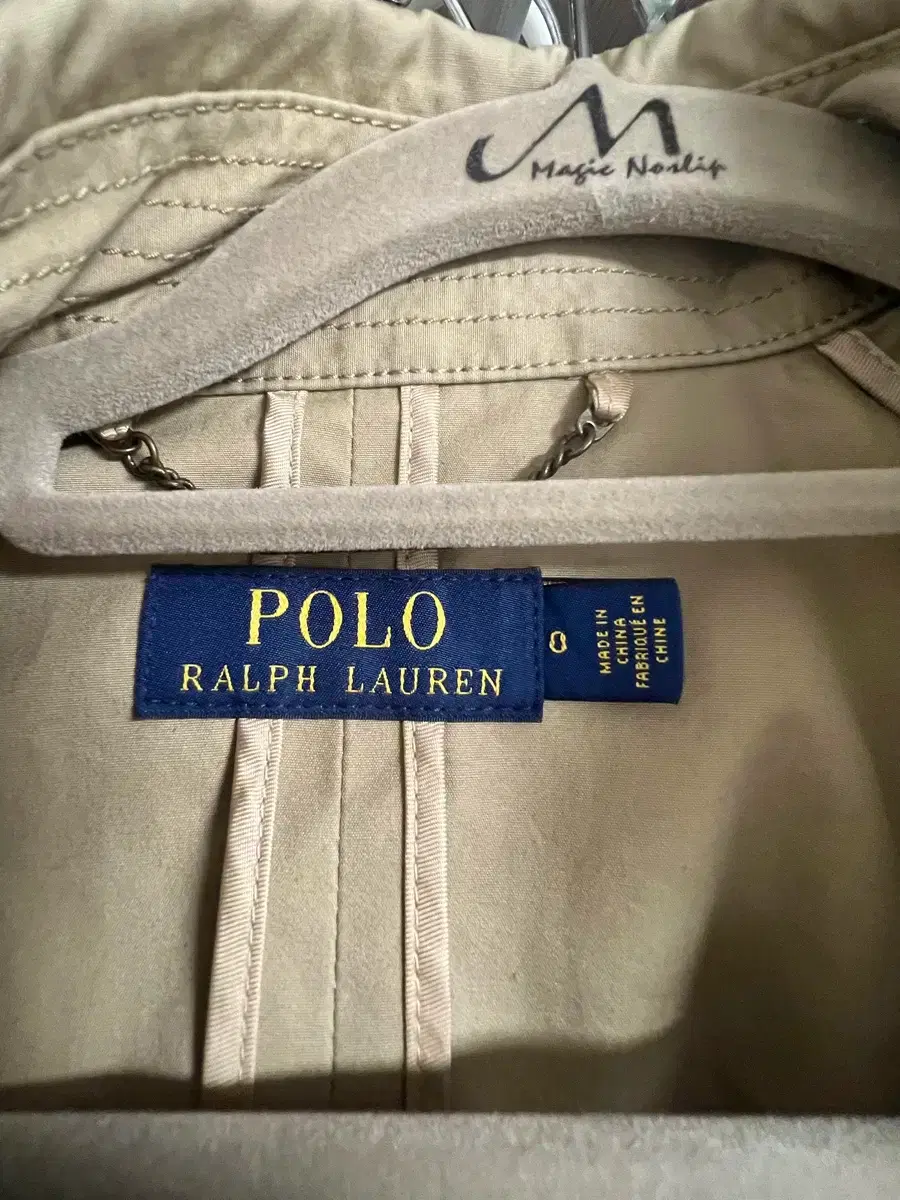 M
Magic Noslip
POLO
RALPH LAUREN
0
MADE IN
CHINA
FABRIQUÉ EN
CHINE